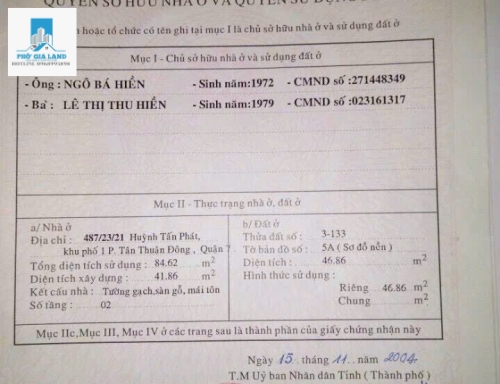 QUYỀN SỞ HỮU NHÀ Ở VÀ QUYỀN SỬ DỤNG
PHỐ GIA LAND
hoặc tổ chức có tên ghi tại mục I là chủ sở hữu nhà ở và sử dụng đất ở
Mục I - Chủ sở hữu nhà ở và sử dụng đất ở
- Ông : NGÔ BÁ HIỀN - Sinh năm:1972 - CMND số :271448349
- Bà : LÊ THỊ THU HIỀN - Sinh năm:1979 - CMND số :023161317
Mục II - Thực trạng nhà ở, đất ở
a/ Nhà ở
Địa chỉ : 487/23/21 Huỳnh Tấn Phát,
khu phố 1 P. Tân Thuân Đông , Quận 7
Tổng diện tích sử dụng : 84.62 m2
Diện tích xây dựng : 41.86 m2
Kết cấu nhà : Tường gạch,sàn gỗ, mái tôn
Số tầng : 02
b/ Đất ở
Thửa đất số : 3-133
Tờ bản đồ số : 5A ( Sơ đồ nền )
Diện tích : 46.86 m2
Hình thức sử dụng :
Riêng 46.86 m2
Chung m2
Mục IIc,Mục III, Mục IV ở các trang sau là thành phần của giấy chứng nhận này
Ngày 15 tháng 11 năm 2004
T.M Uỷ ban Nhân dân Tỉnh ( Thành phố )